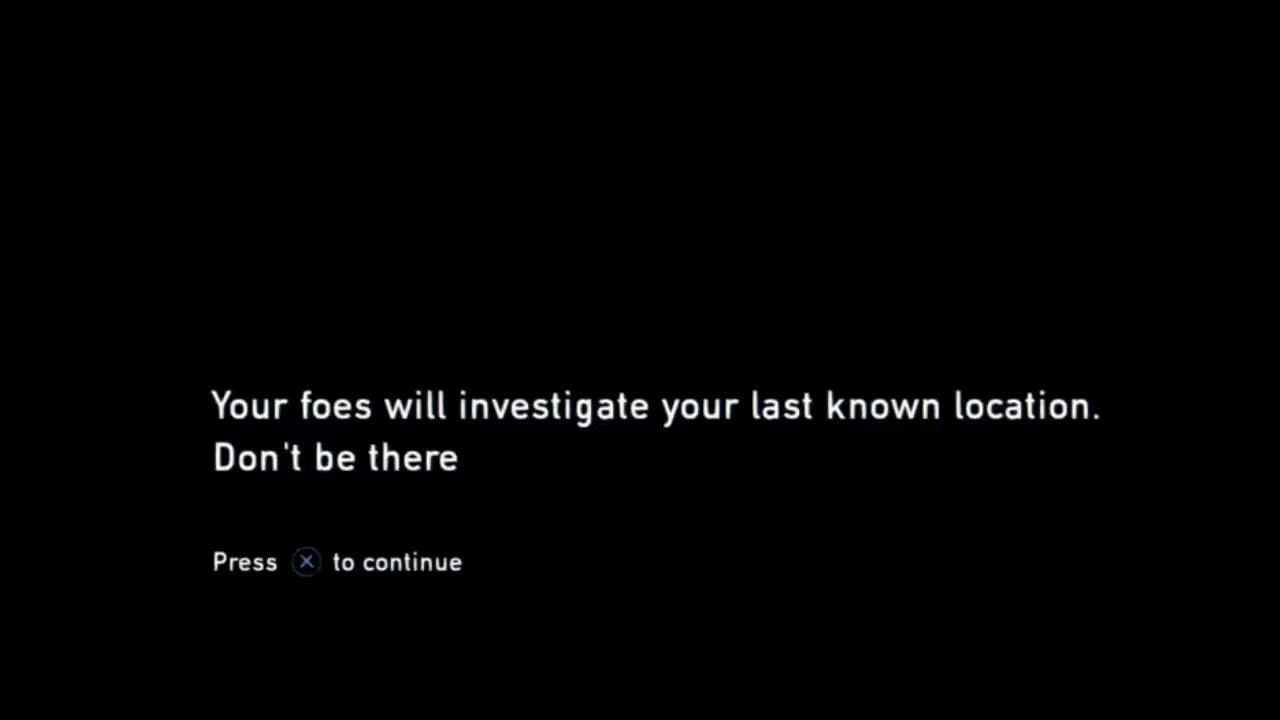 Your foes will investigate your last known location.
Don't be there
Press ⓧ to continue